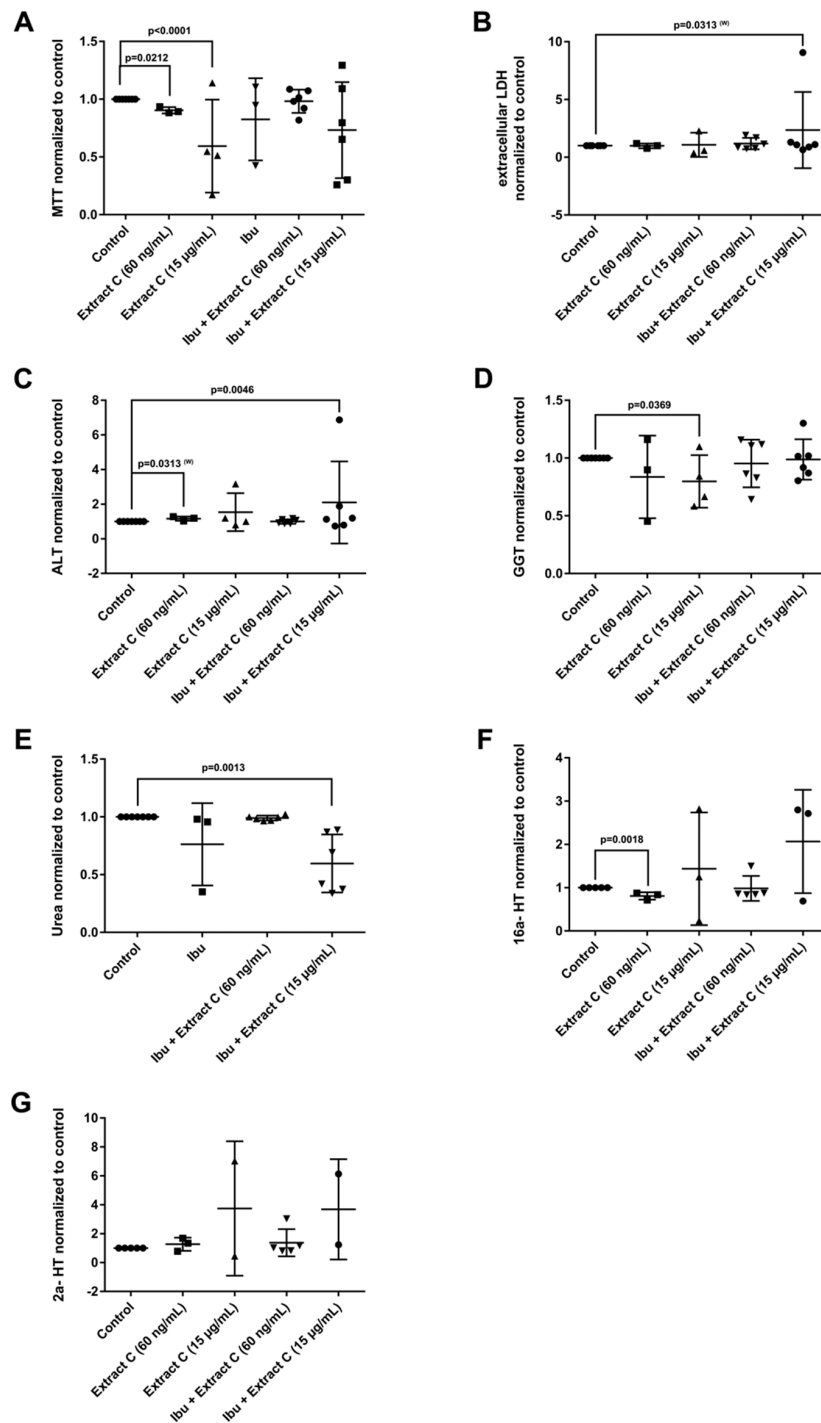 A
MTT normalized to control
1.5
1.0
0.5
0.0
p<0.0001
p=0.0212
Control
Extract C (60 ng/mL)
Extract C (15 µg/mL)
Ibu
Ibu + Extract C (60 ng/mL)
Ibu + Extract C (15 µg/mL)
B
extracellular LDH
normalized to control
10
5
0
-5
p=0.0313 (W)
Control
Extract C (60 ng/mL)
Extract C (15 µg/mL)
Ibu+ Extract C (60 ng/mL)
Ibu + Extract C (15 µg/mL)
C
ALT normalized to control
8
6
4
2
0
-2
p=0.0046
p=0.0313 (W)
Control
Extract C (60 ng/mL)
Extract C (15 µg/mL)
Ibu + Extract C (60 ng/mL)
Ibu + Extract C (15 µg/mL)
D
GGT normalized to control
1.5
1.0
0.5
0.0
p=0.0369
Control
Extract C (60 ng/mL)
Extract C (15 µg/mL)
Ibu + Extract C (60 ng/mL)
Ibu + Extract C (15 µg/mL)
E
Urea normalized to control
1.5
1.0
0.5
0.0
p=0.0013
Control
Ibu
Ibu + Extract C (60 ng/mL)
Ibu + Extract C (15 µg/mL)
F
16a- HT normalized to control
4
3
2
1
0
p=0.0018
Control
Extract C (60 ng/mL)
Extract C (15 µg/mL)
Ibu + Extract C (60 ng/mL)
Ibu + Extract C (15 µg/mL)
G
2a- HT normalized to control
10
8
6
4
2
0
-2
Control
Extract C (60 ng/mL)
Extract C (15 µg/mL)
Ibu + Extract C (60 ng/mL)
Ibu + Extract C (15 µg/mL)